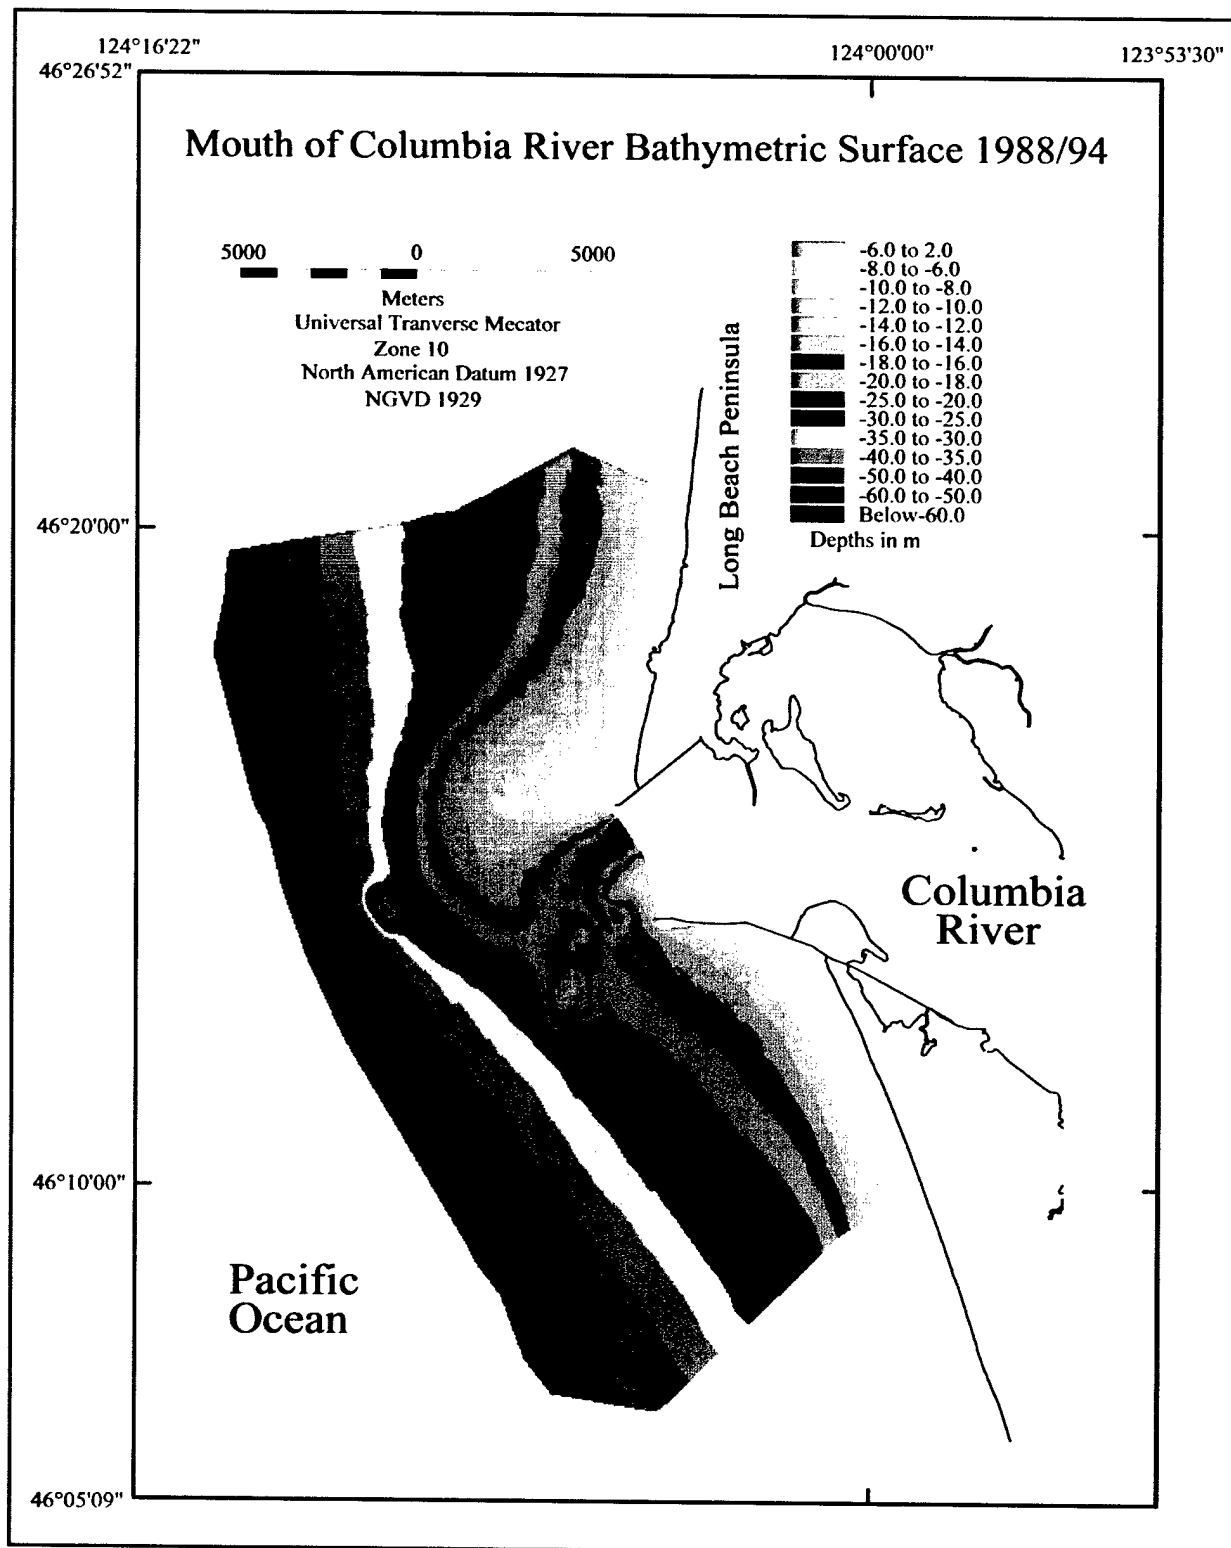 124°16'22"
124°00'00"
123°53'30"
46°26'52"
Mouth of Columbia River Bathymetric Surface 1988/94
5000 0 5000
Meters
Universal Tranverse Mecator
Zone 10
North American Datum 1927
NGVD 1929
-6.0 to 2.0
-8.0 to -6.0
-10.0 to -8.0
-12.0 to -10.0
-14.0 to -12.0
-16.0 to -14.0
-18.0 to -16.0
-20.0 to -18.0
-25.0 to -20.0
-30.0 to -25.0
-35.0 to -30.0
-40.0 to -35.0
-50.0 to -40.0
-60.0 to -50.0
Below-60.0
Depths in m
Long Beach Peninsula
46°20'00"
Columbia
River
46°10'00"
Pacific
Ocean
46°05'09"